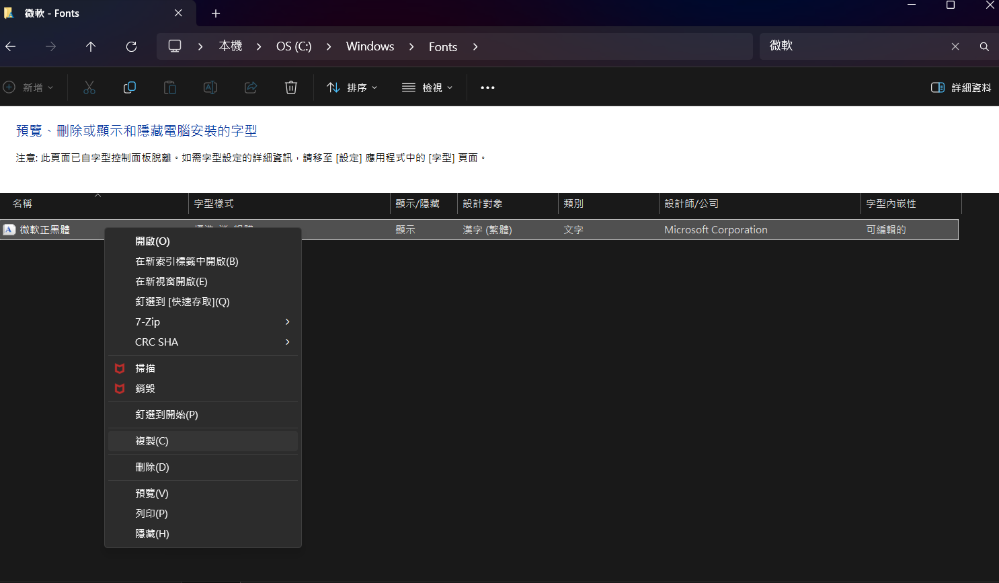 微軟 - Fonts
本機 OS (C:) Windows Fonts
微軟
新增
排序
檢視
詳細資料
預覽、刪除或顯示和隱藏電腦安裝的字型
注意: 此頁面已自字型控制面板脫離。如需字型設定的詳細資訊，請移至 [設定] 應用程式中的 [字型] 頁面。
名稱 字型樣式 顯示/隱藏 設計對象 類別 設計師/公司 字型內嵌性
微軟正黑體 顯示 漢字 (繁體) 文字 Microsoft Corporation 可編輯的
開啟(O)
在新索引標籤中開啟(B)
在新視窗開啟(E)
釘選到 [快速存取](Q)
7-Zip
CRC SHA
掃描
銷毀
釘選到開始(P)
複製(C)
刪除(D)
預覽(V)
列印(P)
隱藏(H)